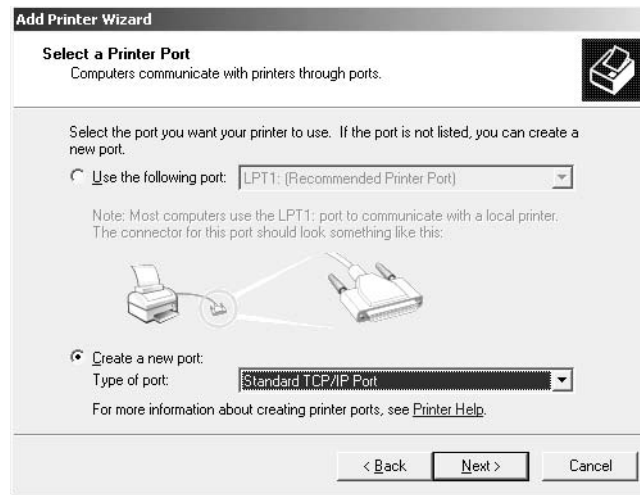 Add Printer Wizard
Select a Printer Port
Computers communicate with printers through ports.
Select the port you want your printer to use. If the port is not listed, you can create a
new port.
Use the following port: LPT1: (Recommended Printer Port)
Note: Most computers use the LPT1: port to communicate with a local printer.
The connector for this port should look something like this:
Create a new port:
Type of port: Standard TCP/IP Port
For more information about creating printer ports, see Printer Help.
< Back Next > Cancel